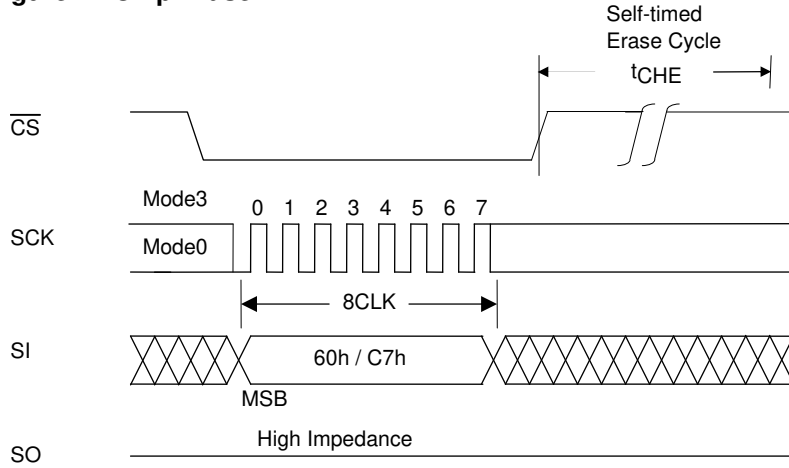 Self-timed
Erase Cycle
tCHE
CS
Mode3
0 1 2 3 4 5 6 7
SCK
Mode0
8CLK
SI
60h / C7h
MSB
High Impedance
SO